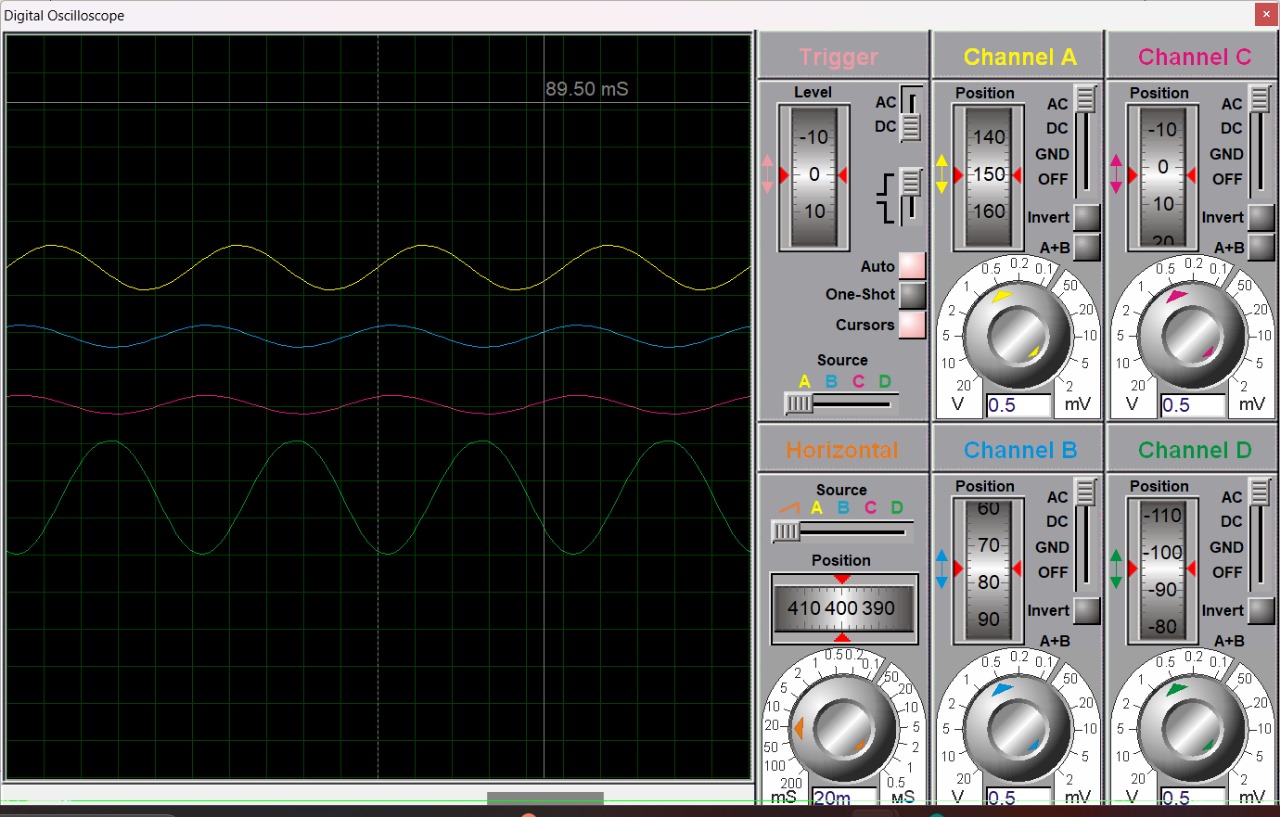 Digital Oscilloscope
89.50 mS
Trigger
Level
-10
0
10
AC
DC
Auto
One-Shot
Cursors
Source
A B C D
Channel A
Position
140
150
160
AC
DC
GND
OFF
Invert
A+B
20 10 5 2 1 0.5 0.2 0.1 50 20 10 5 2
V 0.5 mV
Channel C
Position
-10
0
10
20
AC
DC
GND
OFF
Invert
A+B
20 10 5 2 1 0.5 0.2 0.1 50 20 10 5 2
V 0.5 mV
Horizontal
Source
A B C D
Position
410 400 390
200 100 50 20 10 5 2 1 0.5 0.2 0.1 50 20 10 5 2 1 0.5
mS 20m µS
Channel B
Position
60
70
80
90
AC
DC
GND
OFF
Invert
A+B
20 10 5 2 1 0.5 0.2 0.1 50 20 10 5 2
V 0.5 mV
Channel D
Position
-110
-100
-90
-80
AC
DC
GND
OFF
Invert
A+B
20 10 5 2 1 0.5 0.2 0.1 50 20 10 5 2
V 0.5 mV